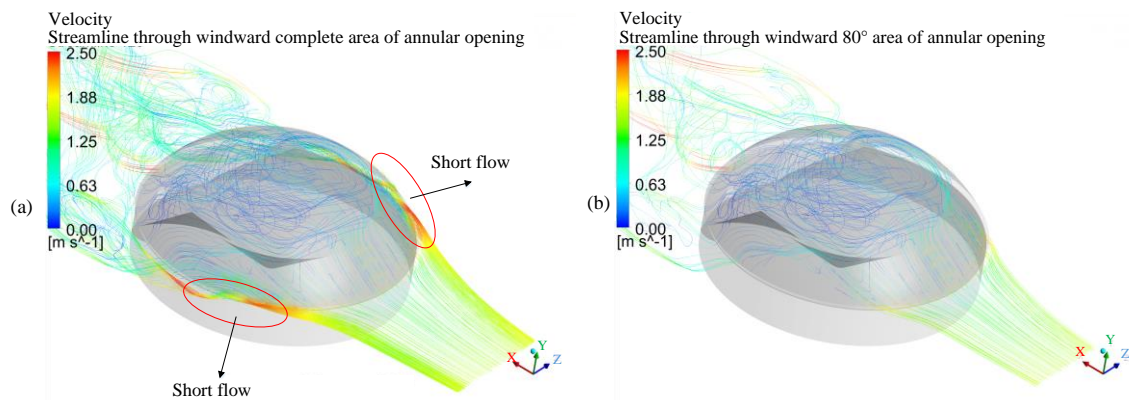 Velocity
Streamline through windward complete area of annular opening
2.50
1.88
1.25
0.63
0.00
[m s^-1]
(a)
Short flow
Short flow
X
Y
Z
Velocity
Streamline through windward 80° area of annular opening
2.50
1.88
1.25
0.63
0.00
[m s^-1]
(b)
X
Y
Z